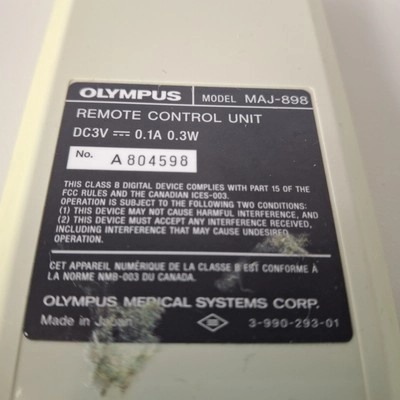 OLYMPUS MODEL MAJ-898
REMOTE CONTROL UNIT
DC3V ⎓ 0.1A 0.3W
No. A804598
THIS CLASS B DIGITAL DEVICE COMPLIES WITH PART 15 OF THE
FCC RULES AND THE CANADIAN ICES-003.
OPERATION IS SUBJECT TO THE FOLLOWING TWO CONDITIONS:
(1) THIS DEVICE MAY NOT CAUSE HARMFUL INTERFERENCE, AND
(2) THIS DEVICE MUST ACCEPT ANY INTERFERENCE RECEIVED,
INCLUDING INTERFERENCE THAT MAY CAUSE UNDESIRED
OPERATION.
CET APPAREIL NUMÉRIQUE DE LA CLASSE B EST CONFORME À
LA NORME NMB-003 DU CANADA.
OLYMPUS MEDICAL SYSTEMS CORP.
Made in Japan 3-990-293-01